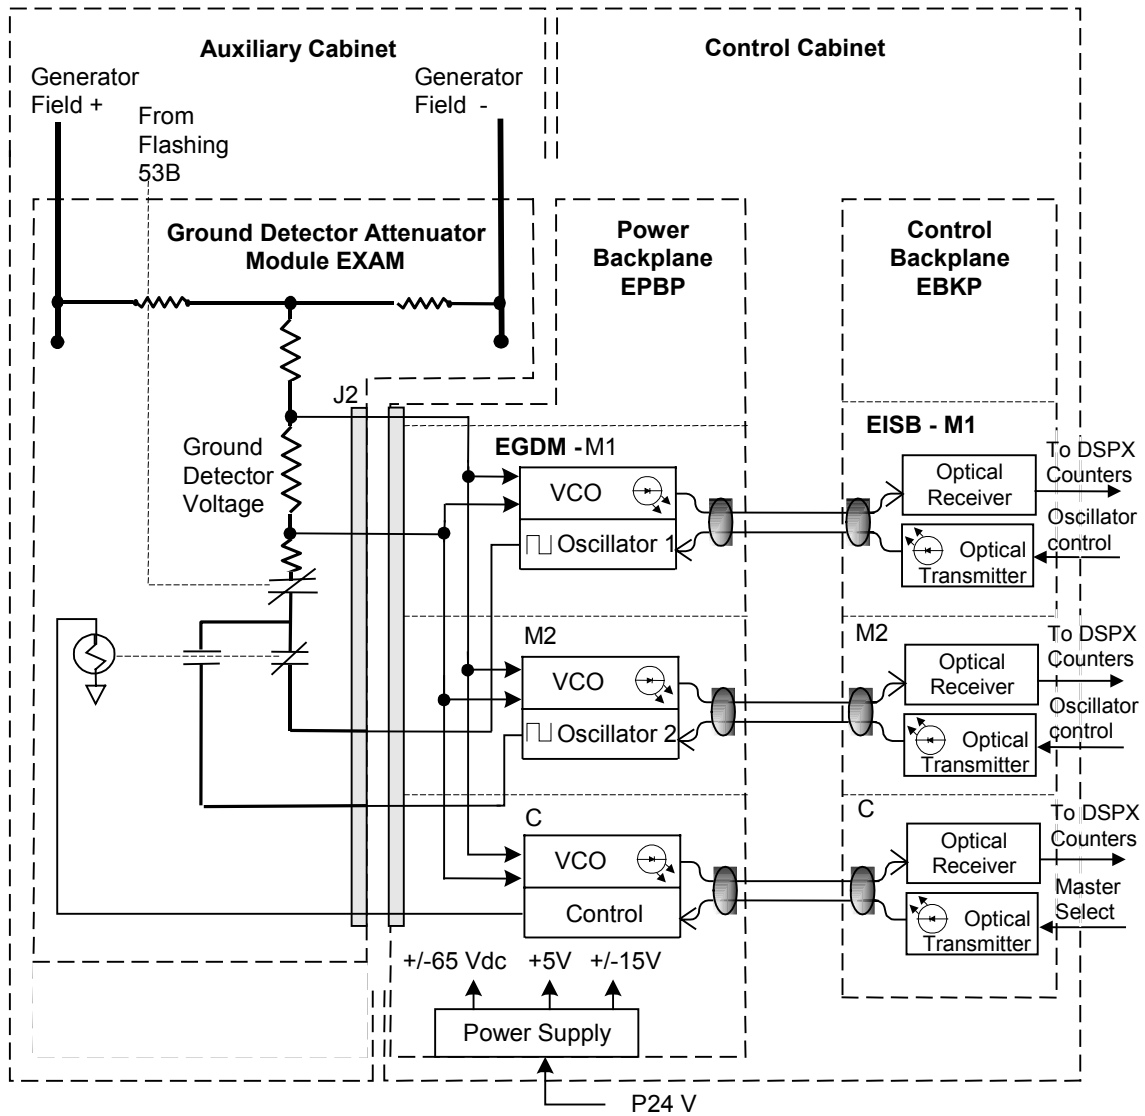 Auxiliary Cabinet
Control Cabinet
Generator
Field +
Generator
Field -
From
Flashing
53B
Ground Detector Attenuator
Module EXAM
Power
Backplane
EPBP
Control
Backplane
EBKP
J2
Ground
Detector
Voltage
EGDM - M1
VCO
Oscillator 1
EISB - M1
Optical
Receiver
To DSPX
Counters
Optical
Transmitter
Oscillator
control
M2
VCO
Oscillator 2
M2
Optical
Receiver
To DSPX
Counters
Optical
Transmitter
Oscillator
control
C
VCO
Control
C
Optical
Receiver
To DSPX
Counters
Optical
Transmitter
Master
Select
+/-65 Vdc
+5V
+/-15V
Power Supply
P24 V